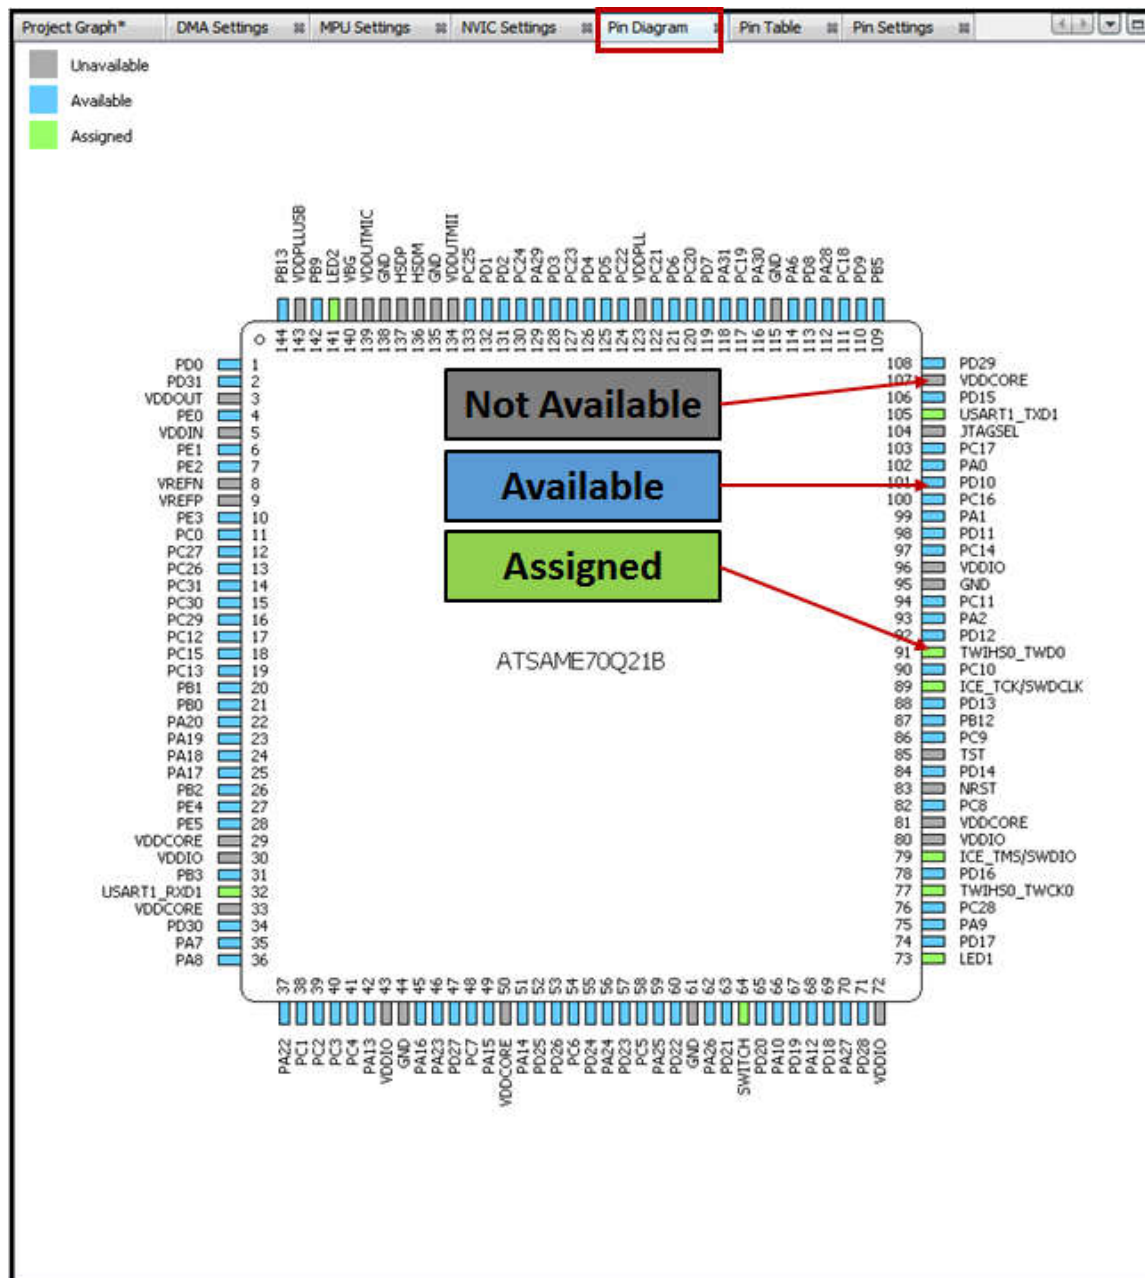 Project Graph* DMA Settings MPU Settings NVIC Settings Pin Diagram Pin Table Pin Settings
Unavailable
Available
Assigned
PB13 VDDPLLUSB PB9 LED2 VBG VDDUTMIC GND HSDP HSDM GND VDDUTMII PC25 PD1 PD2 PC24 PA29 PD3 PC23 PD4 PD5 PC22 VDDPLL PC21 PD6 PC20 PD7 PA31 PC19 PA30 GND PA6 PD8 PA28 PC18 PD9 PB5
144 143 142 141 140 139 138 137 136 135 134 133 132 131 130 129 128 127 126 125 124 123 122 121 120 119 118 117 116 115 114 113 112 111 110 109
PD0 1 108 PD29
PD31 2 107 VDDCORE
VDDOUT 3 106 PD15
PE0 4 105 USART1_TXD1
VDDIN 5 104 JTAGSEL
PE1 6 103 PC17
PE2 7 102 PA0
VREFN 8 101 PD10
VREFP 9 100 PC16
PE3 10 99 PA1
PC0 11 98 PD11
PC27 12 97 PC14
PC26 13 96 VDDIO
PC31 14 95 GND
PC30 15 94 PC11
PC29 16 93 PA2
PC12 17 92 PD12
PC15 18 91 TWIHS0_TWD0
PC13 19 90 PC10
PB1 20 89 ICE_TCK/SWDCLK
PB0 21 88 PD13
PA20 22 87 PB12
PA19 23 86 PC9
PA18 24 85 TST
PA17 25 84 PD14
PB2 26 83 NRST
PE4 27 82 PC8
PE5 28 81 VDDCORE
VDDCORE 29 80 VDDIO
VDDIO 30 79 ICE_TMS/SWDIO
PB3 31 78 PD16
USART1_RXD1 32 77 TWIHS0_TWCK0
VDDCORE 33 76 PC28
PD30 34 75 PA9
PA7 35 74 PD17
PA8 36 73 LED1
Not Available
Available
Assigned
ATSAME70Q21B
37 38 39 40 41 42 43 44 45 46 47 48 49 50 51 52 53 54 55 56 57 58 59 60 61 62 63 64 65 66 67 68 69 70 71 72
PA22 PC1 PC2 PC3 PC4 PA13 VDDIO GND PA16 PA23 PD27 PC7 PA15 VDDCORE PA14 PD25 PD26 PC6 PD24 PA24 PD23 PC5 PA25 PD22 GND PA26 PD21 SWITCH PD20 PA10 PD19 PA12 PD18 PA27 PD28 VDDIO